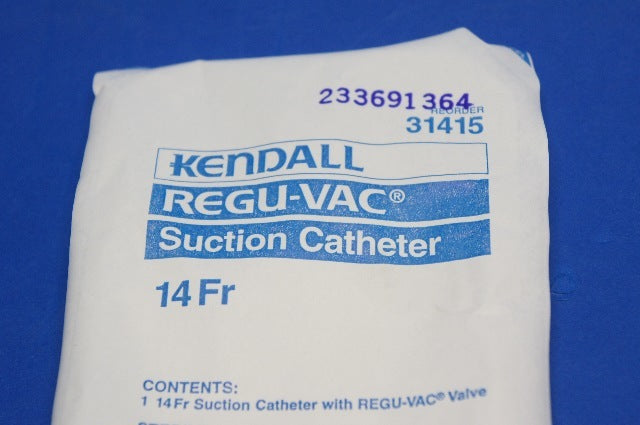 233691364
REORDER
31415
KENDALL
REGU-VAC®
Suction Catheter
14 Fr
CONTENTS:
1 14Fr Suction Catheter with REGU-VAC® Valve